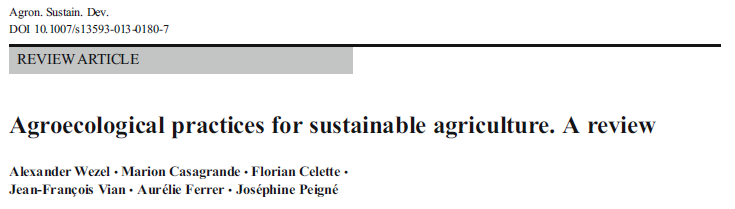 Agron. Sustain. Dev.
DOI 10.1007/s13593-013-0180-7
REVIEW ARTICLE
Agroecological practices for sustainable agriculture. A review
Alexander Wezel • Marion Casagrande • Florian Celette •
Jean-François Vian • Aurélie Ferrer • Joséphine Peigné